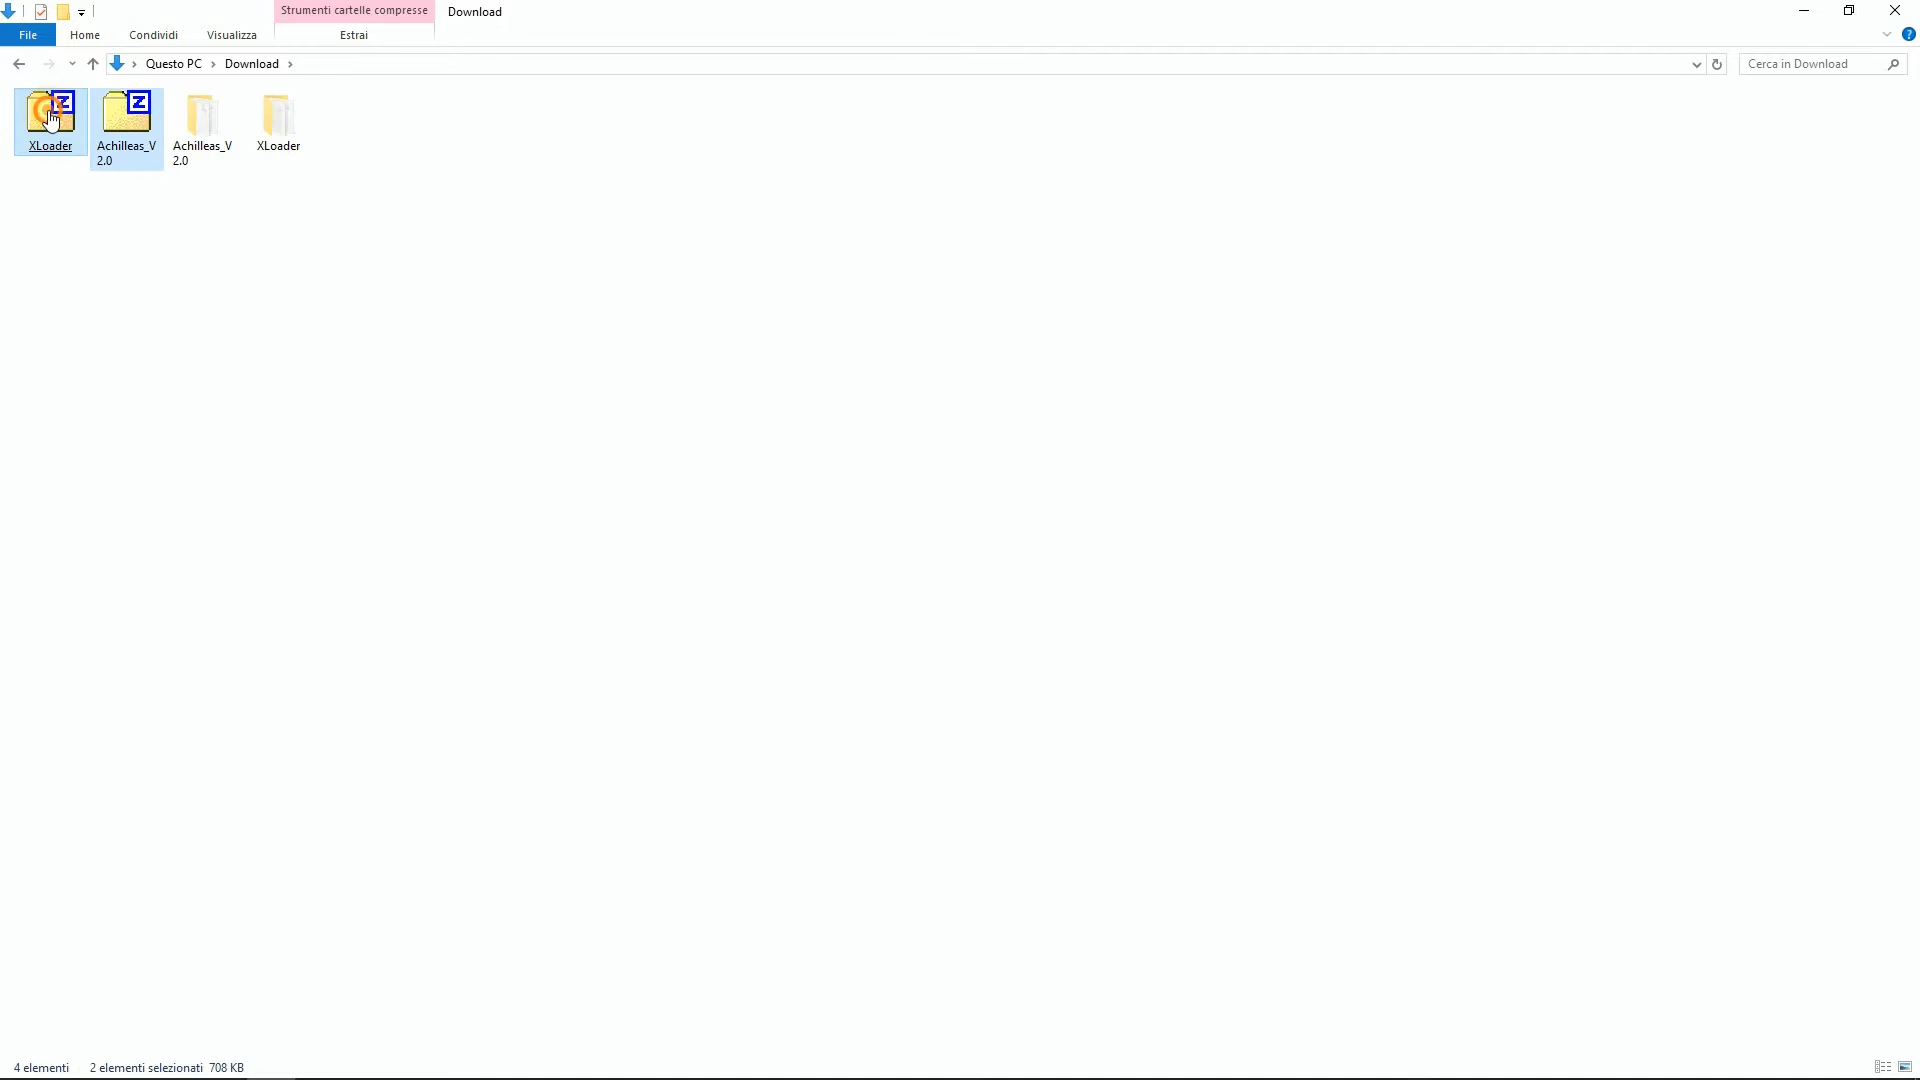 Strumenti cartelle compresse
Download
File
Home
Condividi
Visualizza
Estrai
Questo PC
Download
Cerca in Download
XLoader
Achilleas_V
2.0
Achilleas_V
2.0
XLoader
4 elementi
2 elementi selezionati 708 KB